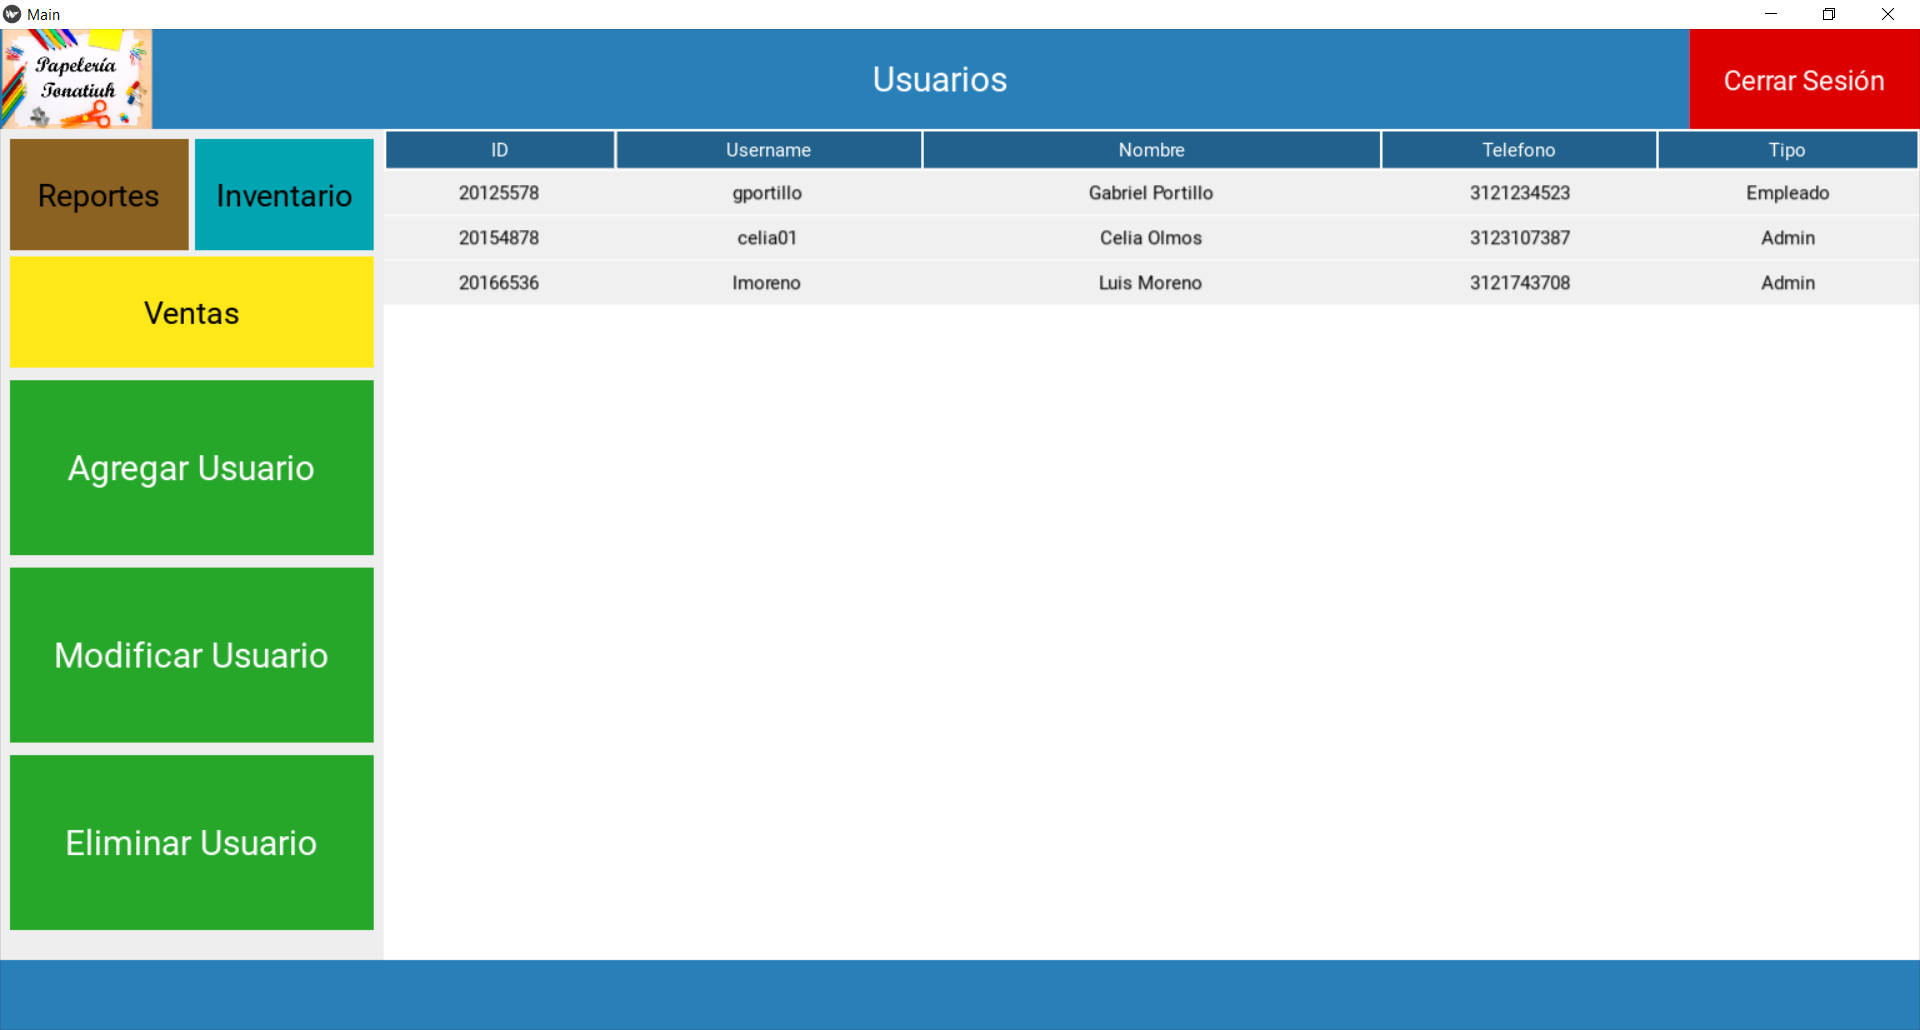 Main
Papelería
Tonatiuh
Usuarios
Cerrar Sesión
Reportes
Inventario
Ventas
Agregar Usuario
Modificar Usuario
Eliminar Usuario
ID Username Nombre Telefono Tipo
20125578 gportillo Gabriel Portillo 3121234523 Empleado
20154878 celia01 Celia Olmos 3123107387 Admin
20166536 lmoreno Luis Moreno 3121743708 Admin